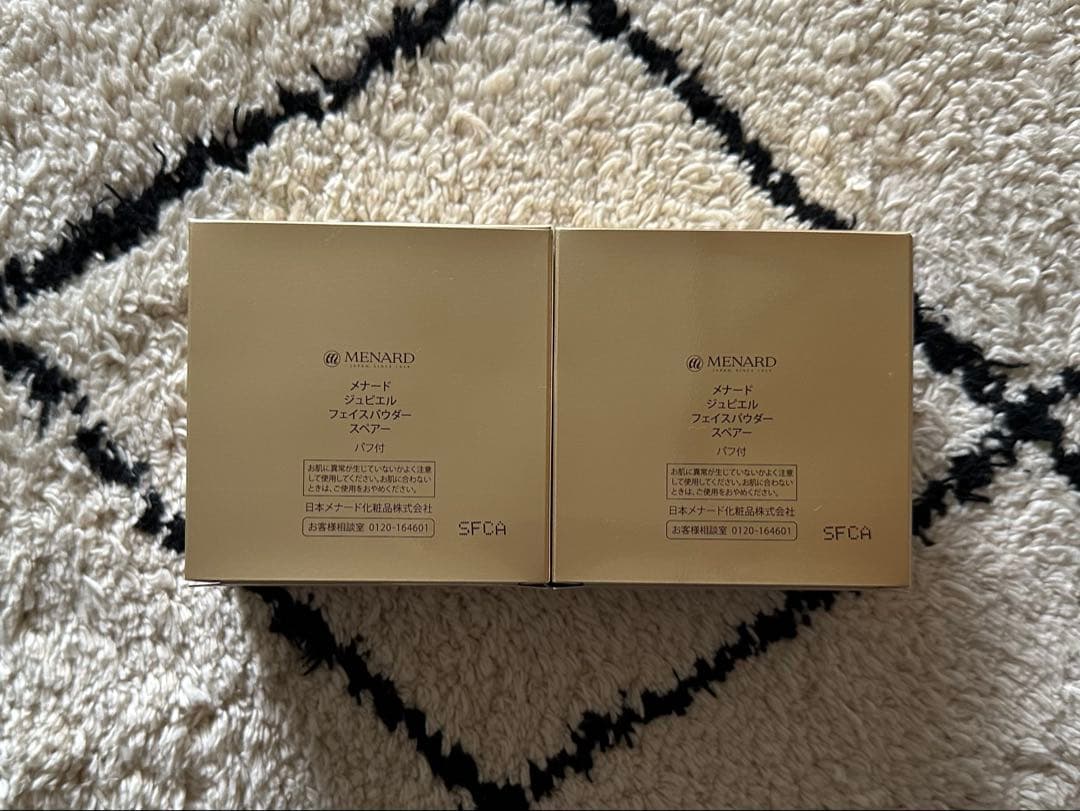 MENARD
JAPAN, SINCE 1959
メナード
ジュピエル
フェイスパウダー
スペアー
パフ付
お肌に異常が生じていないかよく注意
して使用してください。お肌に合わない
ときは、ご使用をおやめください。
日本メナード化粧品株式会社
お客様相談室 0120-164601
SFCA
MENARD
JAPAN, SINCE 1959
メナード
ジュピエル
フェイスパウダー
スペアー
パフ付
お肌に異常が生じていないかよく注意
して使用してください。お肌に合わない
ときは、ご使用をおやめください。
日本メナード化粧品株式会社
お客様相談室 0120-164601
SFCA